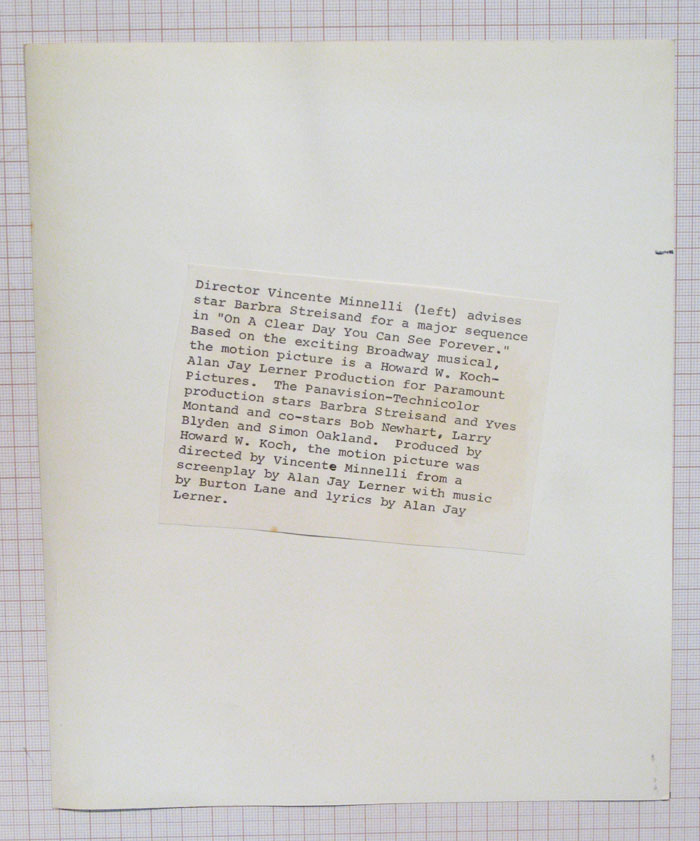 Director Vincente Minnelli (left) advises
star Barbra Streisand for a major sequence
in "On A Clear Day You Can See Forever."
Based on the exciting Broadway musical,
the motion picture is a Howard W. Koch-
Alan Jay Lerner Production for Paramount
Pictures.  The Panavision-Technicolor
production stars Barbra Streisand and Yves
Montand and co-stars Bob Newhart, Larry
Blyden and Simon Oakland.  Produced by
Howard W. Koch, the motion picture was
directed by Vincente Minnelli from a
screenplay by Alan Jay Lerner with music
by Burton Lane and lyrics by Alan Jay
Lerner.